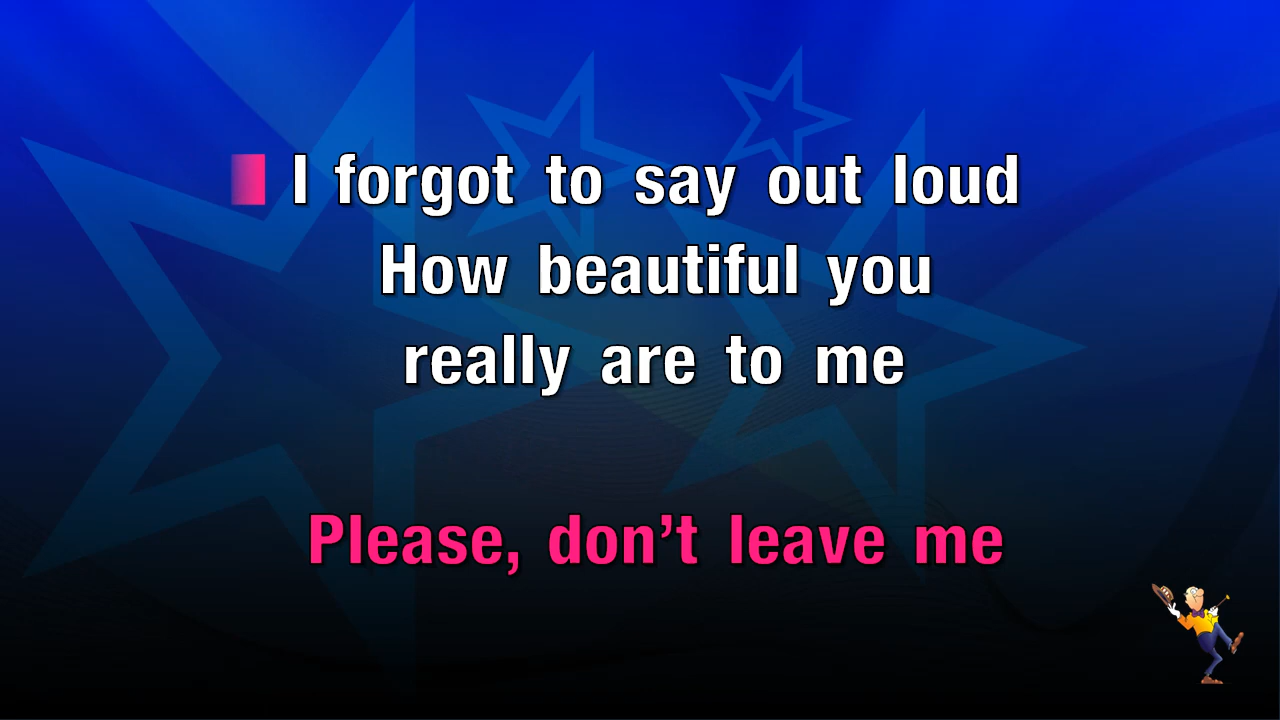 I forgot to say out loud
How beautiful you
really are to me
Please, don’t leave me